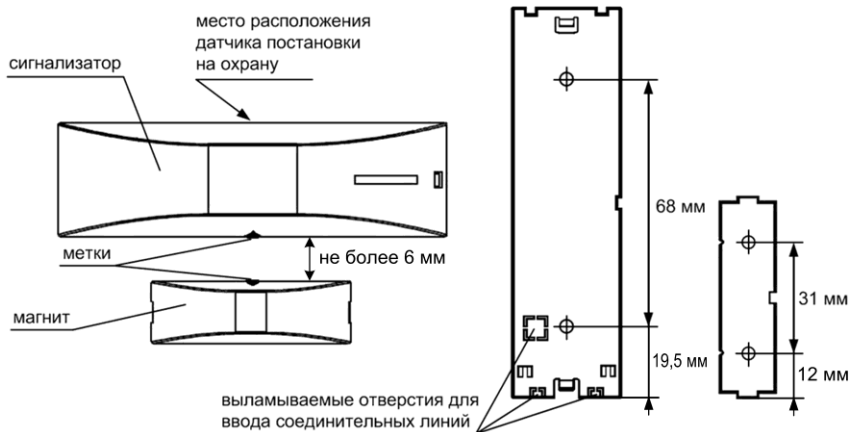 место расположения
датчика постановки
на охрану
сигнализатор
метки
не более 6 мм
магнит
68 мм
19,5 мм
31 мм
12 мм
выламываемые отверстия для
ввода соединительных линий